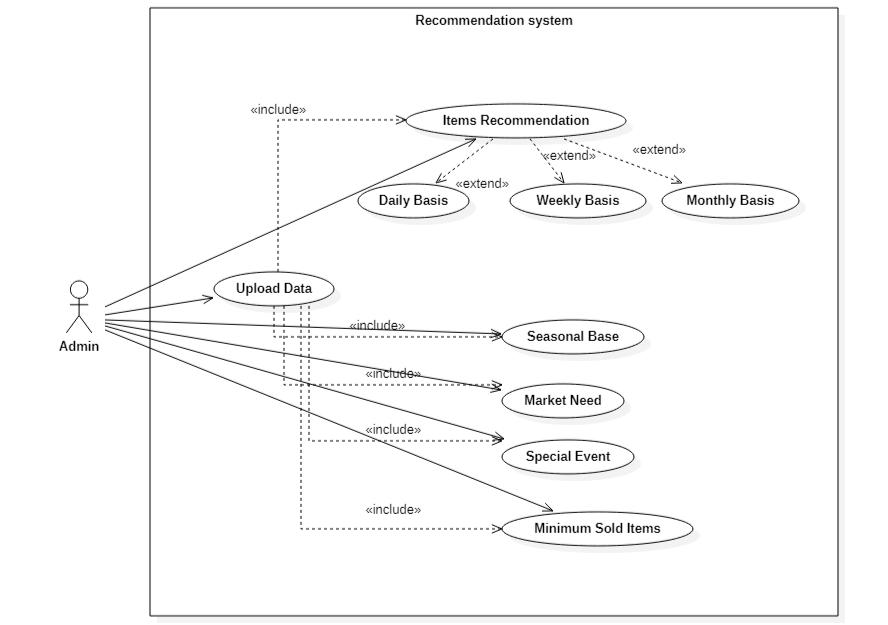 Recommendation system
«include»
Items Recommendation
«extend»
«extend»
«extend»
Daily Basis
Weekly Basis
Monthly Basis
Upload Data
Admin
«include»
Seasonal Base
«include»
Market Need
«include»
Special Event
«include»
Minimum Sold Items